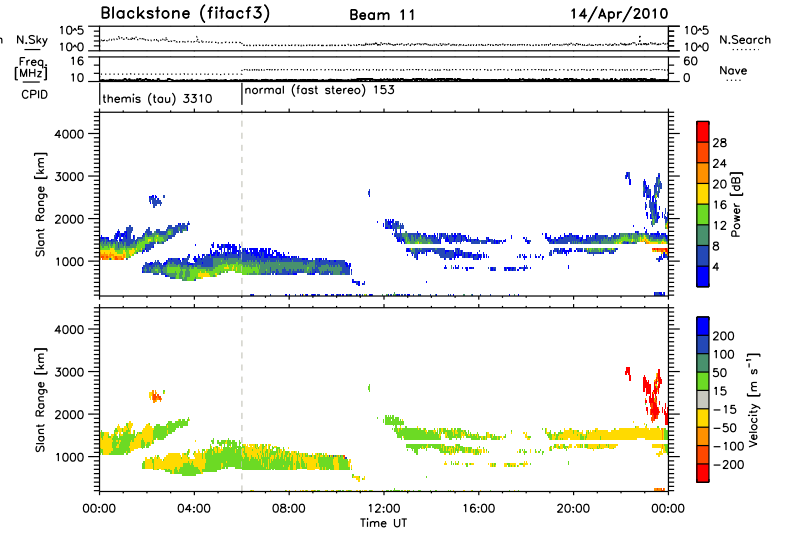 Blackstone (fitacf3) Beam 11 14/Apr/2010
n N.Sky 10^5 10^5 N.Search
10^0 10^0
Freq. [MHz] 16 60 Nave
10 0
CPID themis (tau) 3310 normal (fast stereo) 153
Slant Range [km]
4000
3000
2000
1000
28
24
20
16
12
8
4
Power [dB]
Slant Range [km]
4000
3000
2000
1000
200
100
50
15
-15
-50
-100
-200
Velocity [m s⁻¹]
00:00 04:00 08:00 12:00 16:00 20:00 00:00
Time UT